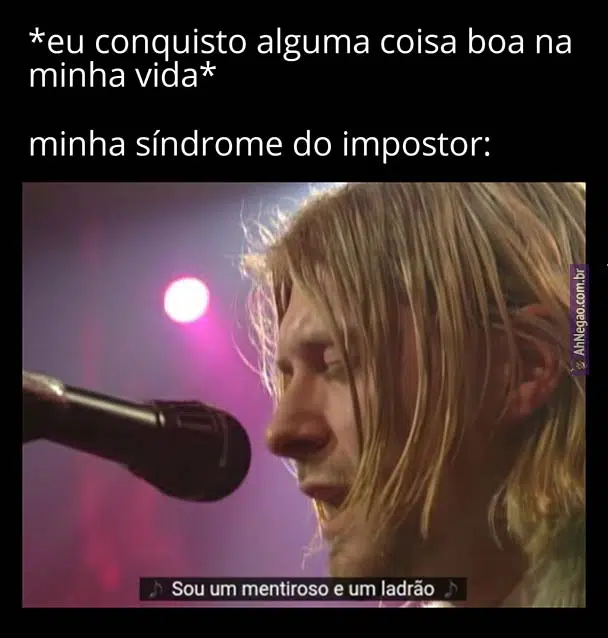 *eu conquisto alguma coisa boa na
minha vida*
minha síndrome do impostor:
AhNegao.com.br
♪ Sou um mentiroso e um ladrão ♪